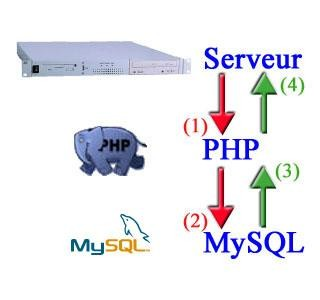 Serveur
(4)
(1)
PHP
PHP
(3)
(2)
MySQL
MySQL